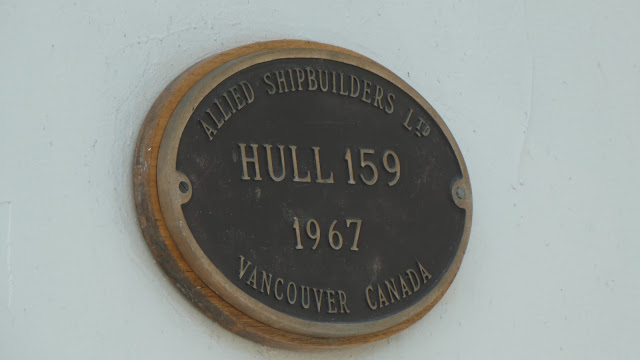 ALLIED SHIPBUILDERS LTD
HULL 159
1967
VANCOUVER CANADA